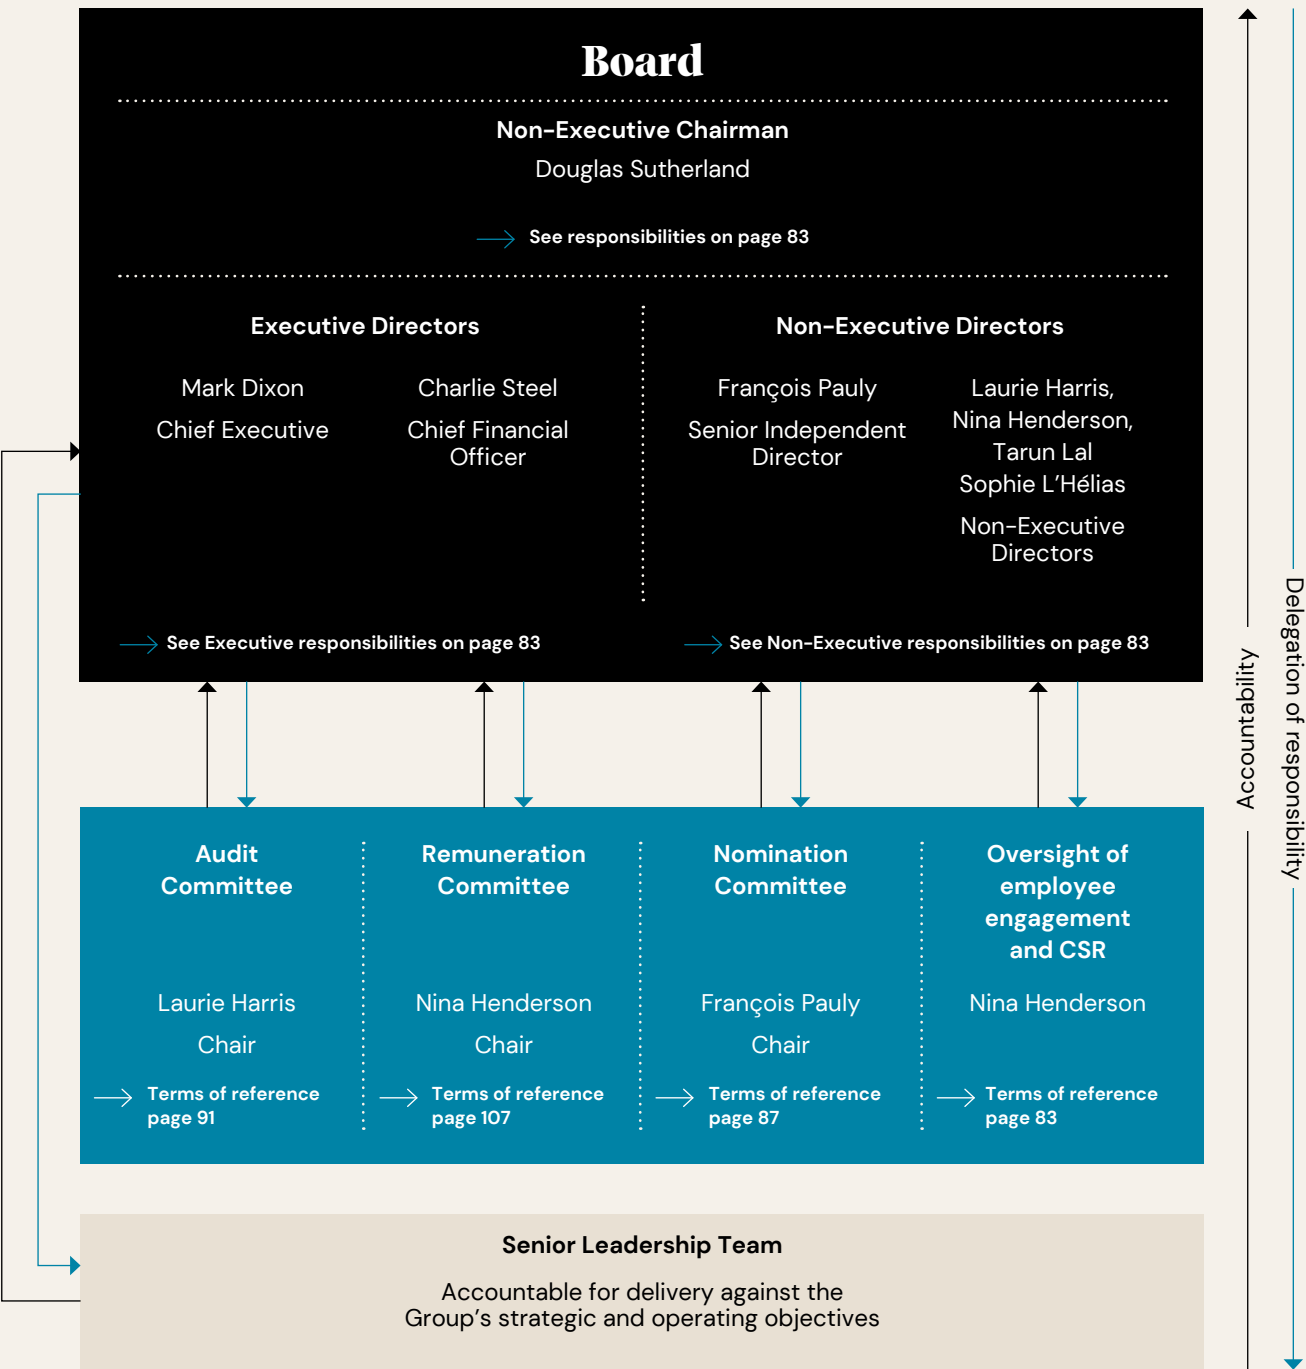 Board
Non-Executive Chairman
Douglas Sutherland
See responsibilities on page 83
Executive Directors
Mark Dixon
Chief Executive
Charlie Steel
Chief Financial
Officer
See Executive responsibilities on page 83
Non-Executive Directors
François Pauly
Senior Independent
Director
Laurie Harris,
Nina Henderson,
Tarun Lal
Sophie L’Hélias
Non-Executive
Directors
See Non-Executive responsibilities on page 83
Audit
Committee
Laurie Harris
Chair
Terms of reference
page 91
Remuneration
Committee
Nina Henderson
Chair
Terms of reference
page 107
Nomination
Committee
François Pauly
Chair
Terms of reference
page 87
Oversight of
employee
engagement
and CSR
Nina Henderson
Terms of reference
page 83
Senior Leadership Team
Accountable for delivery against the
Group’s strategic and operating objectives
Accountability
Delegation of responsibility